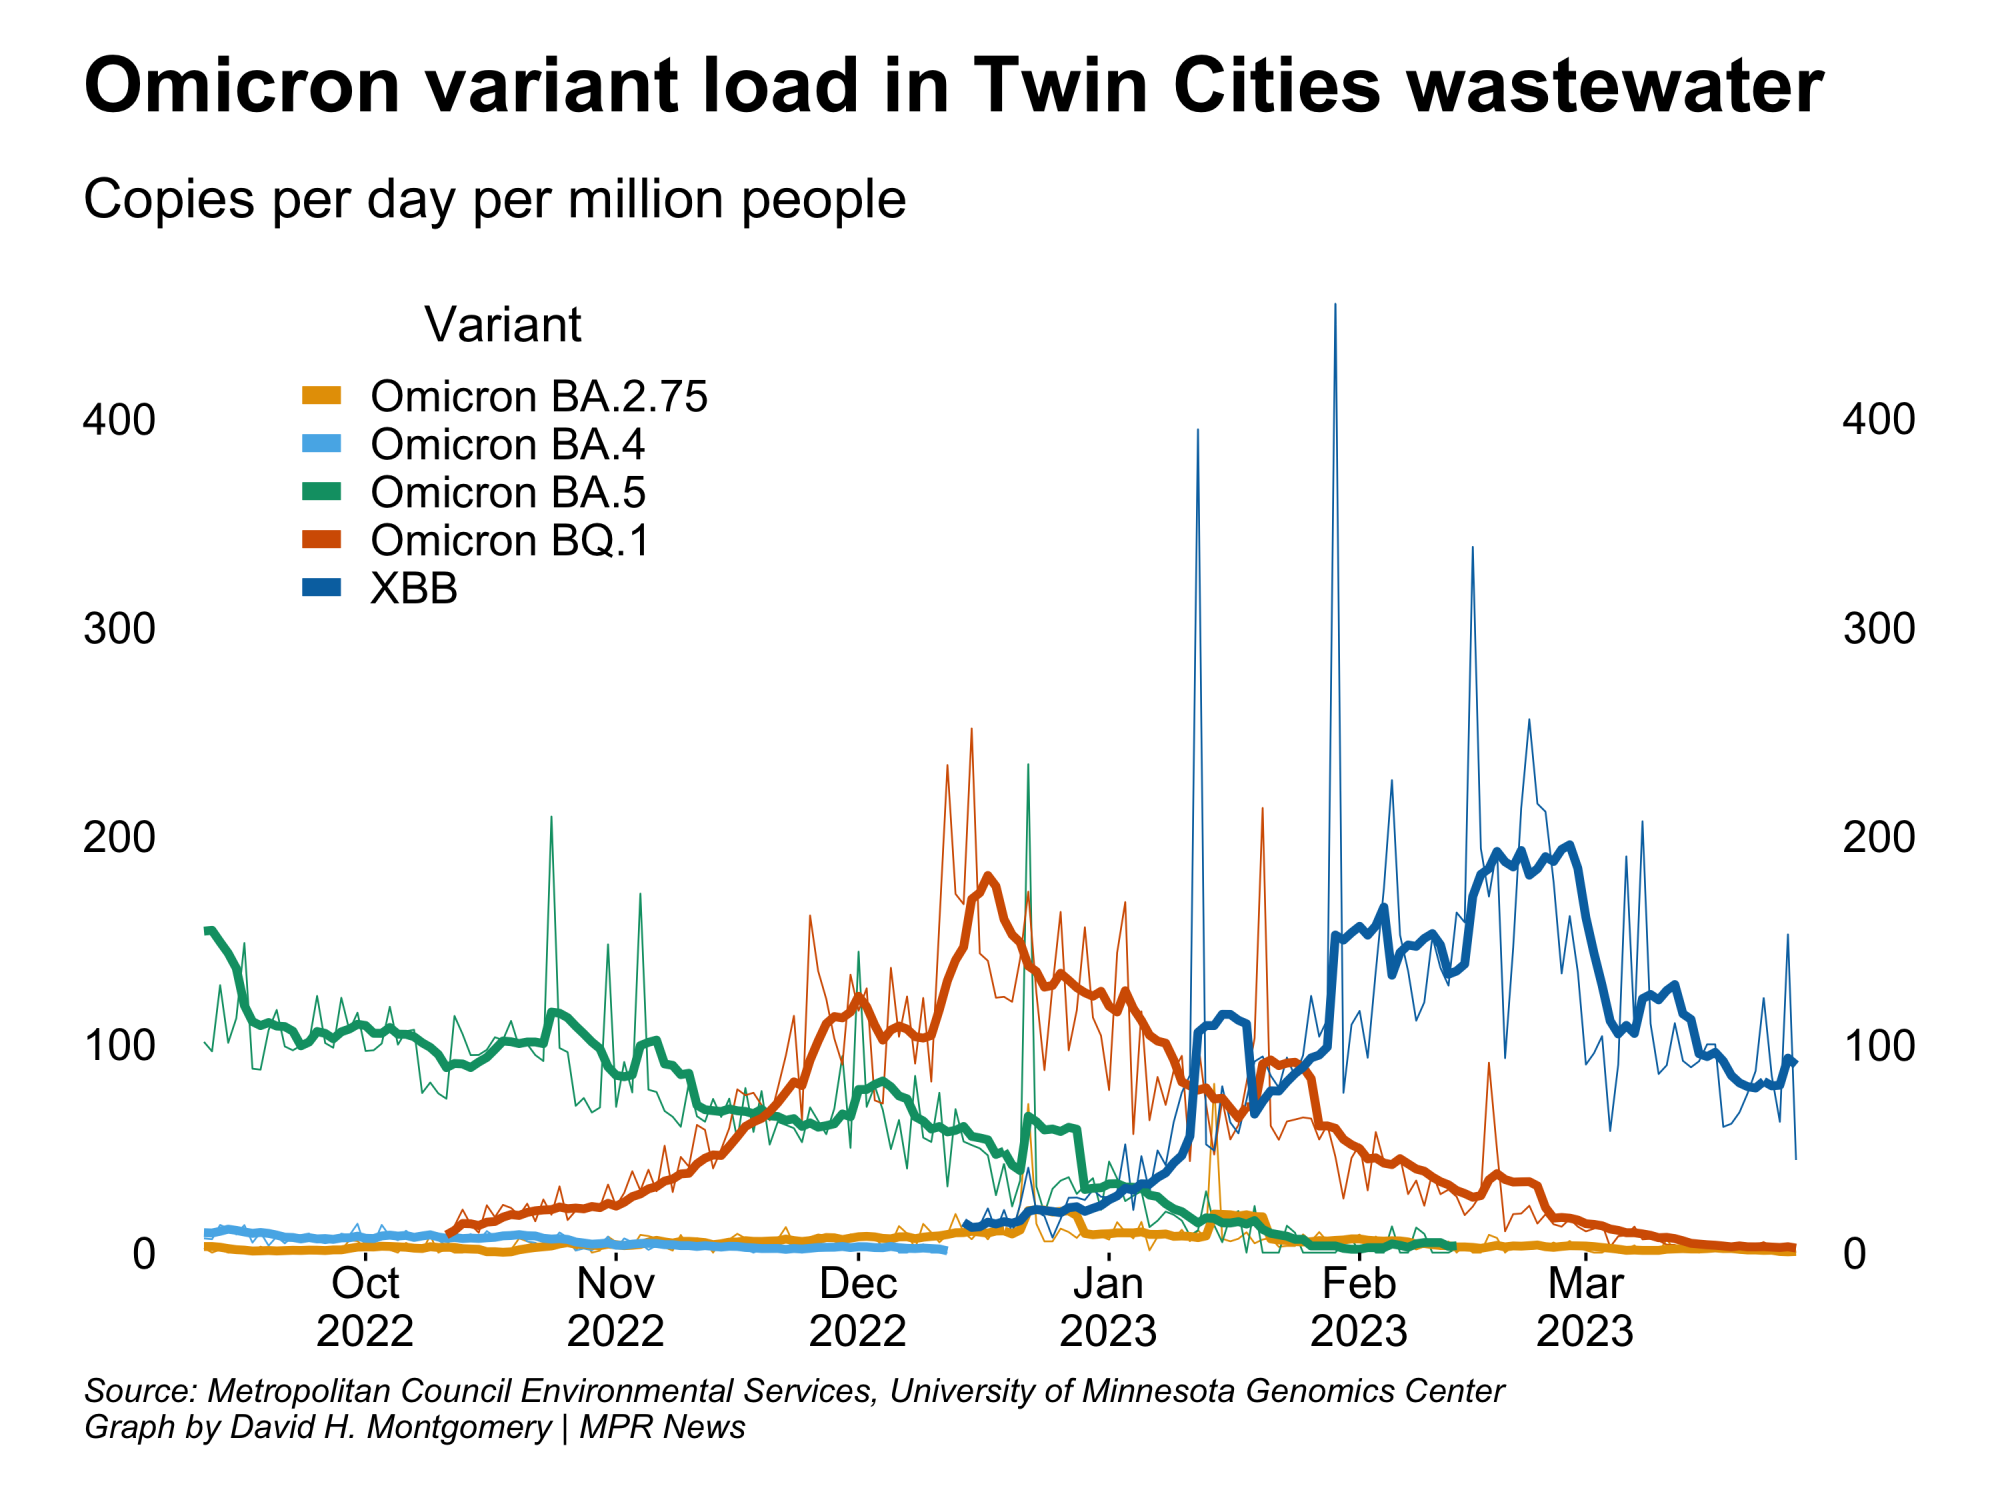 Omicron variant load in Twin Cities wastewater
Copies per day per million people
Variant
Omicron BA.2.75
Omicron BA.4
Omicron BA.5
Omicron BQ.1
XBB
400 400
300 300
200 200
100 100
0 0
Oct Nov Dec Jan Feb Mar
2022 2022 2022 2023 2023 2023
Source: Metropolitan Council Environmental Services, University of Minnesota Genomics Center
Graph by David H. Montgomery | MPR News